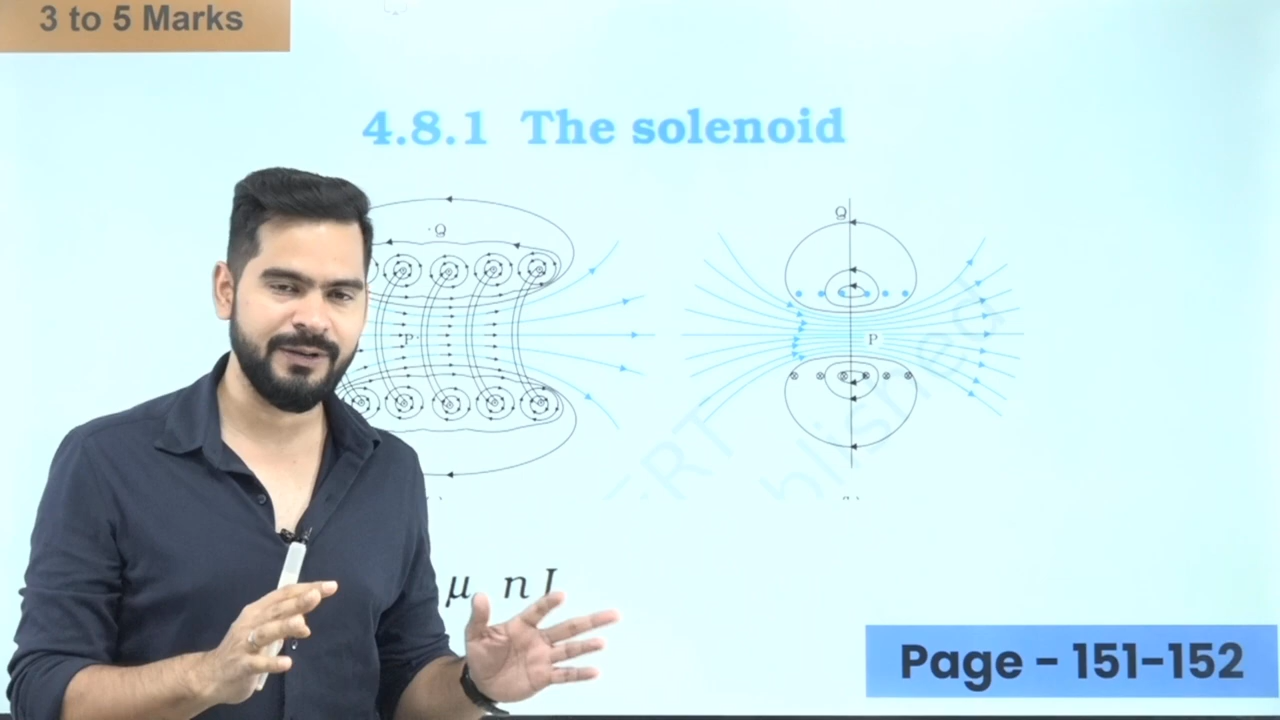 3 to 5 Marks
4.8.1 The solenoid
Q
Q
P
P
μ n I
Page - 151-152